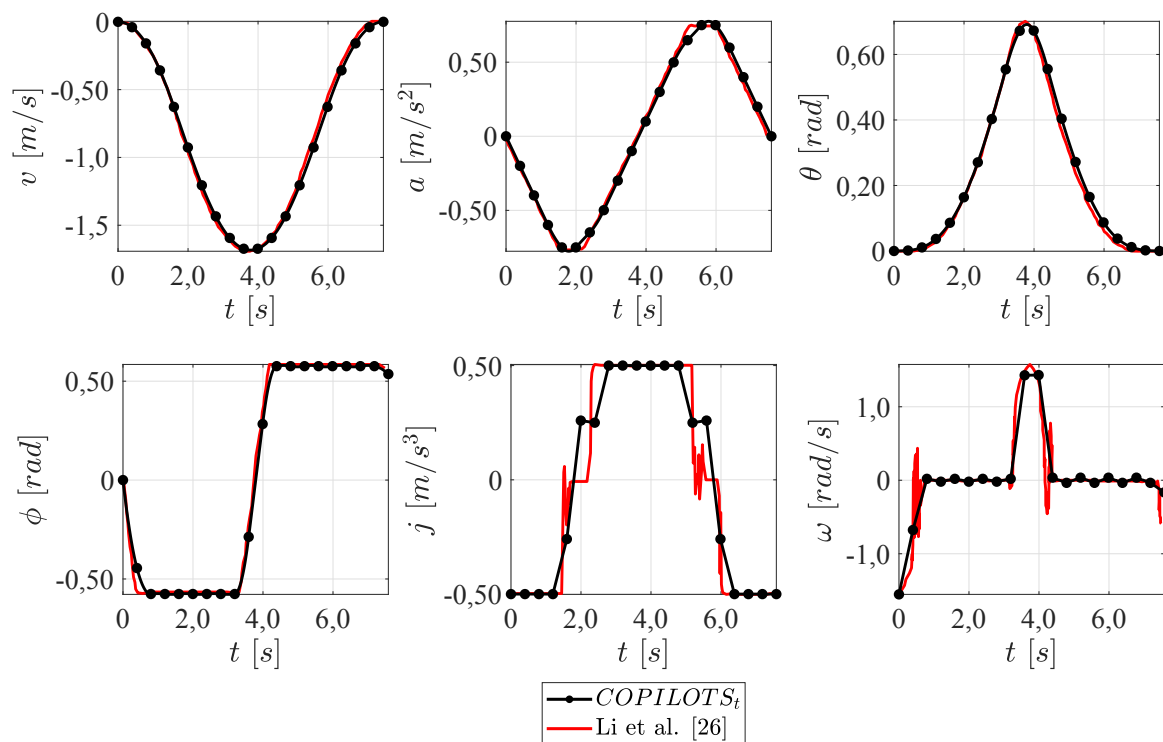 0
-0,50
-1,0
-1,5
v [m/s]
0 2,0 4,0 6,0
t [s]
0,50
0
-0,50
a [m/s²]
0 2,0 4,0 6,0
t [s]
0,60
0,40
0,20
0
θ [rad]
0 2,0 4,0 6,0
t [s]
0,50
0
-0,50
ϕ [rad]
0 2,0 4,0 6,0
t [s]
0,50
0
-0,50
j [m/s³]
0 2,0 4,0 6,0
t [s]
1,0
0
-1,0
ω [rad/s]
0 2,0 4,0 6,0
t [s]
COPILOTSₜ
Li et al. [26]